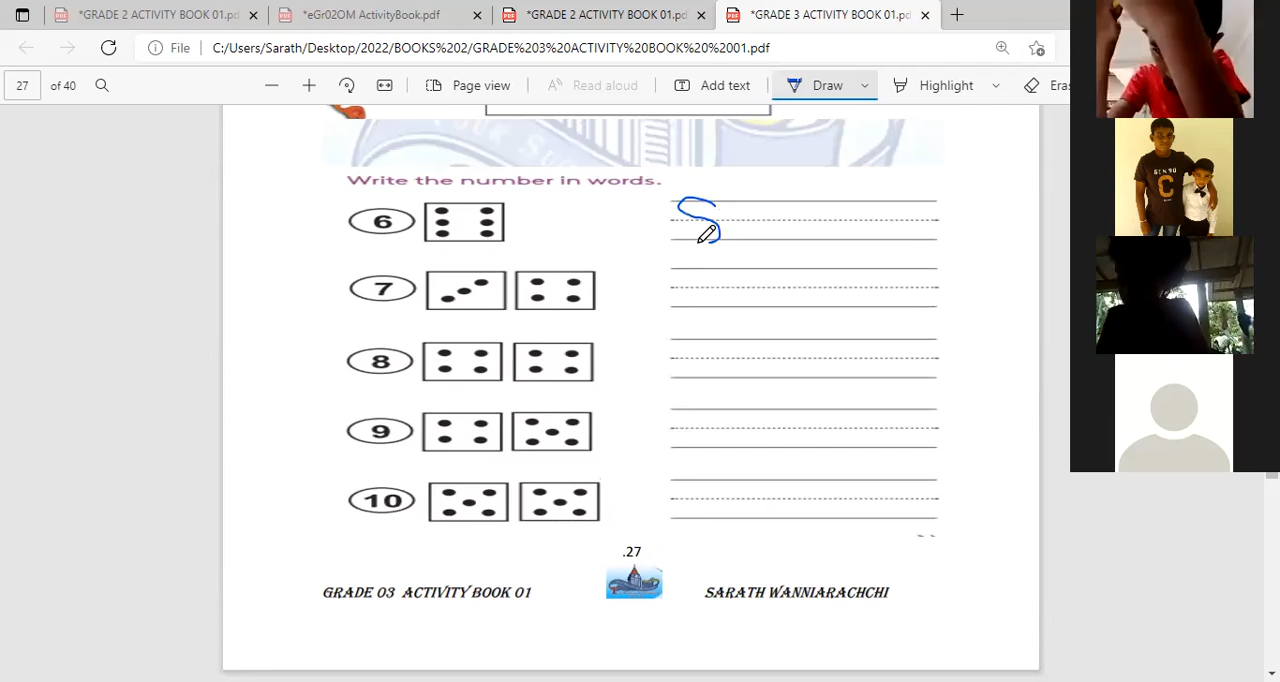 *GRADE 2 ACTIVITY BOOK 01.pd
*eGr02OM ActivityBook.pdf
*GRADE 2 ACTIVITY BOOK 01.pd
*GRADE 3 ACTIVITY BOOK 01.pd
File
C:/Users/Sarath/Desktop/2022/BOOKS%202/GRADE%203%20ACTIVITY%20BOOK%20%2001.pdf
27 of 40
Page view
Read aloud
Add text
Draw
Highlight
Eras
Write the number in words.
6 S
7
8
9
10
.27
GRADE 03 ACTIVITY BOOK 01
SARATH WANNIARACHCHI